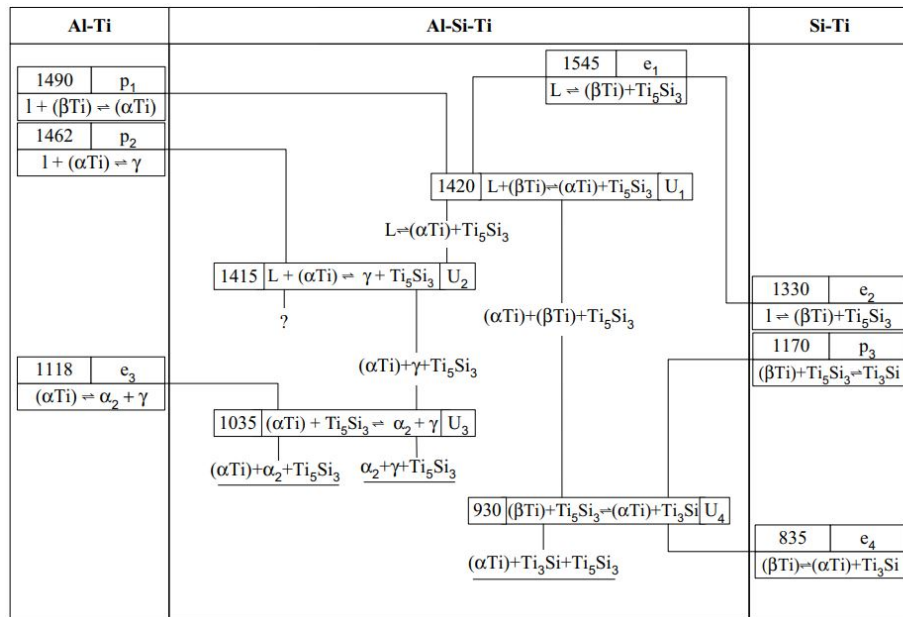 Al-Ti
Al-Si-Ti
Si-Ti
1545 e₁
L ⇌ (βTi)+Ti₅Si₃
1490 p₁
l + (βTi) ⇌ (αTi)
1462 p₂
l + (αTi) ⇌ γ
1420 L+(βTi)⇌(αTi)+Ti₅Si₃ U₁
L⇌(αTi)+Ti₅Si₃
1415 L + (αTi) ⇌ γ + Ti₅Si₃ U₂
?
(αTi)+(βTi)+Ti₅Si₃
1330 e₂
l ⇌ (βTi)+Ti₅Si₃
1170 p₃
(βTi)+Ti₅Si₃⇌Ti₃Si
(αTi)+γ+Ti₅Si₃
1118 e₃
(αTi) ⇌ α₂ + γ
1035 (αTi) + Ti₅Si₃ ⇌ α₂ + γ U₃
(αTi)+α₂+Ti₅Si₃
α₂+γ+Ti₅Si₃
930 (βTi)+Ti₅Si₃⇌(αTi)+Ti₃Si U₄
(αTi)+Ti₃Si+Ti₅Si₃
835 e₄
(βTi)⇌(αTi)+Ti₃Si